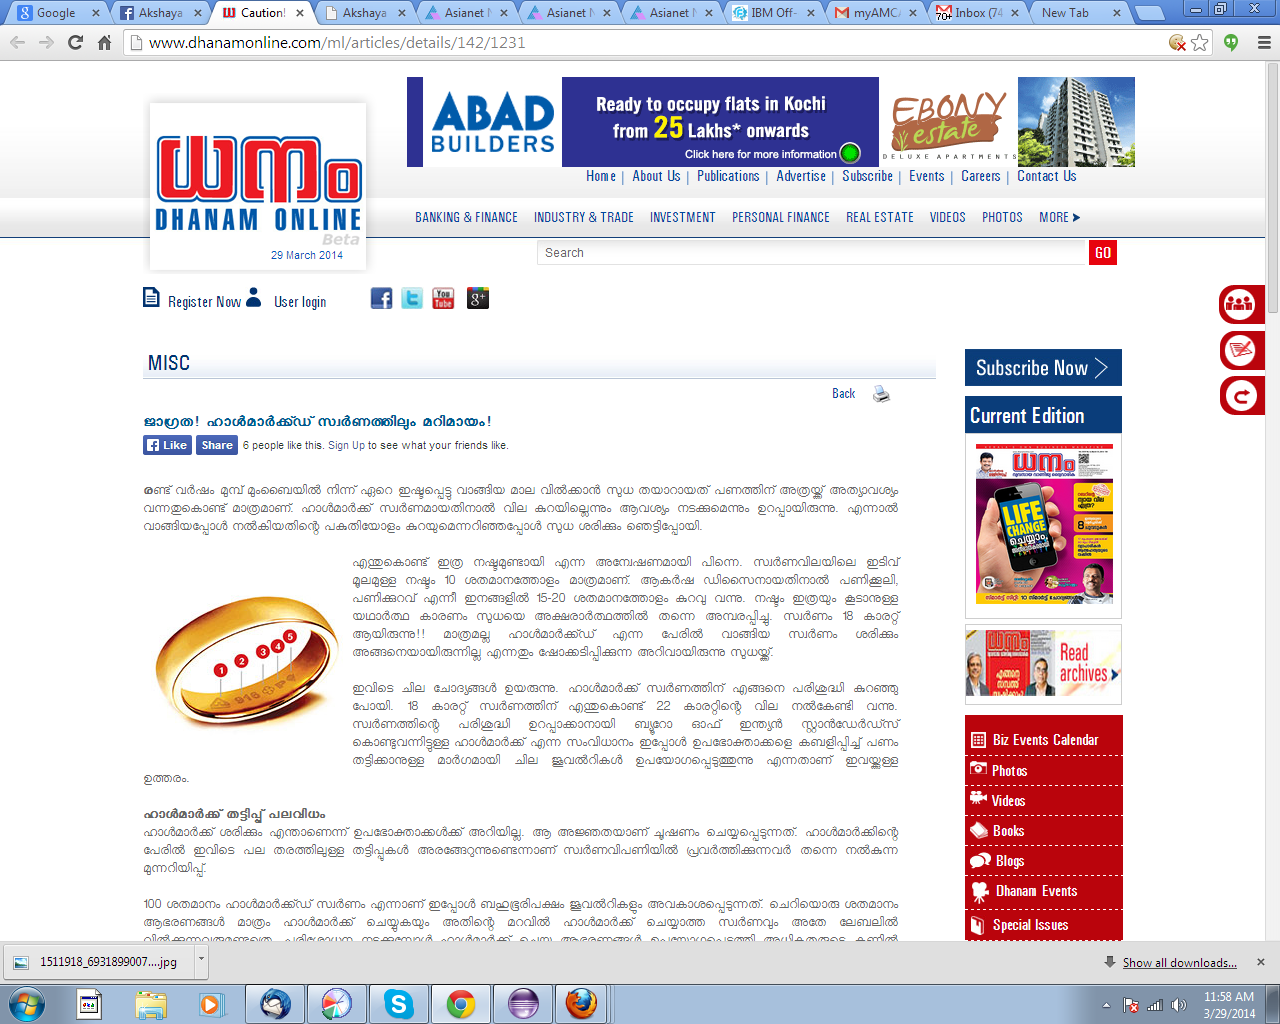 Google
Akshaya
Caution!
Akshaya
Asianet N
Asianet N
Asianet N
IBM Off-
myAMCA
Inbox (74
New Tab
www.dhanamonline.com/ml/articles/details/142/1231
ABAD BUILDERS
Ready to occupy flats in Kochi
from 25 Lakhs* onwards
Click here for more information
EBONY
estate
DELUXE APARTMENTS
Home | About Us | Publications | Advertise | Subscribe | Events | Careers | Contact Us
ധനം
DHANAM ONLINE
Beta
29 March 2014
BANKING & FINANCE INDUSTRY & TRADE INVESTMENT PERSONAL FINANCE REAL ESTATE VIDEOS PHOTOS MORE
Search
GO
Register Now
User login
You Tube
MISC
Back
ജാഗ്രത! ഹാൾമാർക്ക്ഡ് സ്വർണത്തിലും മറിമായം!
Like Share 6 people like this. Sign Up to see what your friends like.
രണ്ട് വർഷം മുമ്പ് മുംബൈയിൽ നിന്ന് ഏറെ ഇഷ്ടപ്പെട്ടു വാങ്ങിയ മാല വിൽക്കാൻ സുധ തയാറായത് പണത്തിന് അത്രയ്ക്ക് അത്യാവശ്യം
വന്നതുകൊണ്ട് മാത്രമാണ്. ഹാൾമാർക്ക് സ്വർണമായതിനാൽ വില കുറയില്ലെന്നും ആവശ്യം നടക്കുമെന്നും ഉറപ്പായിരുന്നു. എന്നാൽ
വാങ്ങിയപ്പോൾ നൽകിയതിന്റെ പകുതിയോളം കുറയുമെന്നറിഞ്ഞപ്പോൾ സുധ ശരിക്കും ഞെട്ടിപ്പോയി.
എന്തുകൊണ്ട് ഇത്ര നഷ്ടമുണ്ടായി എന്ന അന്വേഷണമായി പിന്നെ. സ്വർണവിലയിലെ ഇടിവ്
മൂലമുള്ള നഷ്ടം 10 ശതമാനത്തോളം മാത്രമാണ്. ആകർഷ ഡിസൈനായതിനാൽ പണിക്കൂലി,
പണിക്കുറവ് എന്നീ ഇനങ്ങളിൽ 15-20 ശതമാനത്തോളം കുറവു വന്നു. നഷ്ടം ഇത്രയും കൂടാനുള്ള
യഥാർത്ഥ കാരണം സുധയെ അക്ഷരാർത്ഥത്തിൽ തന്നെ അമ്പരപ്പിച്ചു. സ്വർണം 18 കാരറ്റ്
ആയിരുന്നു!! മാത്രമല്ല ഹാൾമാർക്ക്ഡ് എന്ന പേരിൽ വാങ്ങിയ സ്വർണം ശരിക്കും
അങ്ങനെയായിരുന്നില്ല എന്നതും ഷോക്കടിപ്പിക്കുന്ന അറിവായിരുന്നു സുധയ്ക്ക്.
1 2 3 4 5
ഇവിടെ ചില ചോദ്യങ്ങൾ ഉയരുന്നു. ഹാൾമാർക്ക് സ്വർണത്തിന് എങ്ങനെ പരിശുദ്ധി കുറഞ്ഞു
പോയി. 18 കാരറ്റ് സ്വർണത്തിന് എന്തുകൊണ്ട് 22 കാരറ്റിന്റെ വില നൽകേണ്ടി വന്നു.
സ്വർണത്തിന്റെ പരിശുദ്ധി ഉറപ്പാക്കാനായി ബ്യൂറോ ഓഫ് ഇന്ത്യൻ സ്റ്റാൻഡേർഡ്സ്
കൊണ്ടുവന്നിട്ടുള്ള ഹാൾമാർക്ക് എന്ന സംവിധാനം ഇപ്പോൾ ഉപഭോക്താക്കളെ കബളിപ്പിച്ച് പണം
തട്ടിക്കാനുള്ള മാർഗമായി ചില ജൂവൽറികൾ ഉപയോഗപ്പെടുത്തുന്നു എന്നതാണ് ഇവയ്ക്കുള്ള
ഉത്തരം.
ഹാൾമാർക്ക് തട്ടിപ്പ് പലവിധം
ഹാൾമാർക്ക് ശരിക്കും എന്താണെന്ന് ഉപഭോക്താക്കൾക്ക് അറിയില്ല. ആ അജ്ഞതയാണ് ചൂഷണം ചെയ്യപ്പെടുന്നത്. ഹാൾമാർക്കിന്റെ
പേരിൽ ഇവിടെ പല തരത്തിലുള്ള തട്ടിപ്പുകൾ അരങ്ങേറുന്നുണ്ടെന്നാണ് സ്വർണവിപണിയിൽ പ്രവർത്തിക്കുന്നവർ തന്നെ നൽകുന്ന
മുന്നറിയിപ്പ്.
100 ശതമാനം ഹാൾമാർക്ക്ഡ് സ്വർണം എന്നാണ് ഇപ്പോൾ ബഹുഭൂരിപക്ഷം ജൂവൽറികളും അവകാശപ്പെടുന്നത്. ചെറിയൊരു ശതമാനം
ആഭരണങ്ങൾ മാത്രം ഹാൾമാർക്ക് ചെയ്യുകയും അതിന്റെ മറവിൽ ഹാൾമാർക്ക് ചെയ്യാത്ത സ്വർണവും അതേ ലേബലിൽ
Subscribe Now
Current Edition
ധനം
LIFE
CHANGE
ചെയ്യാം
ധനം
Read
archives
Biz Events Calendar
Photos
Videos
Books
Blogs
Dhanam Events
Special Issues
1511918_6931899007....jpg
Show all downloads...
11:58 AM
3/29/2014